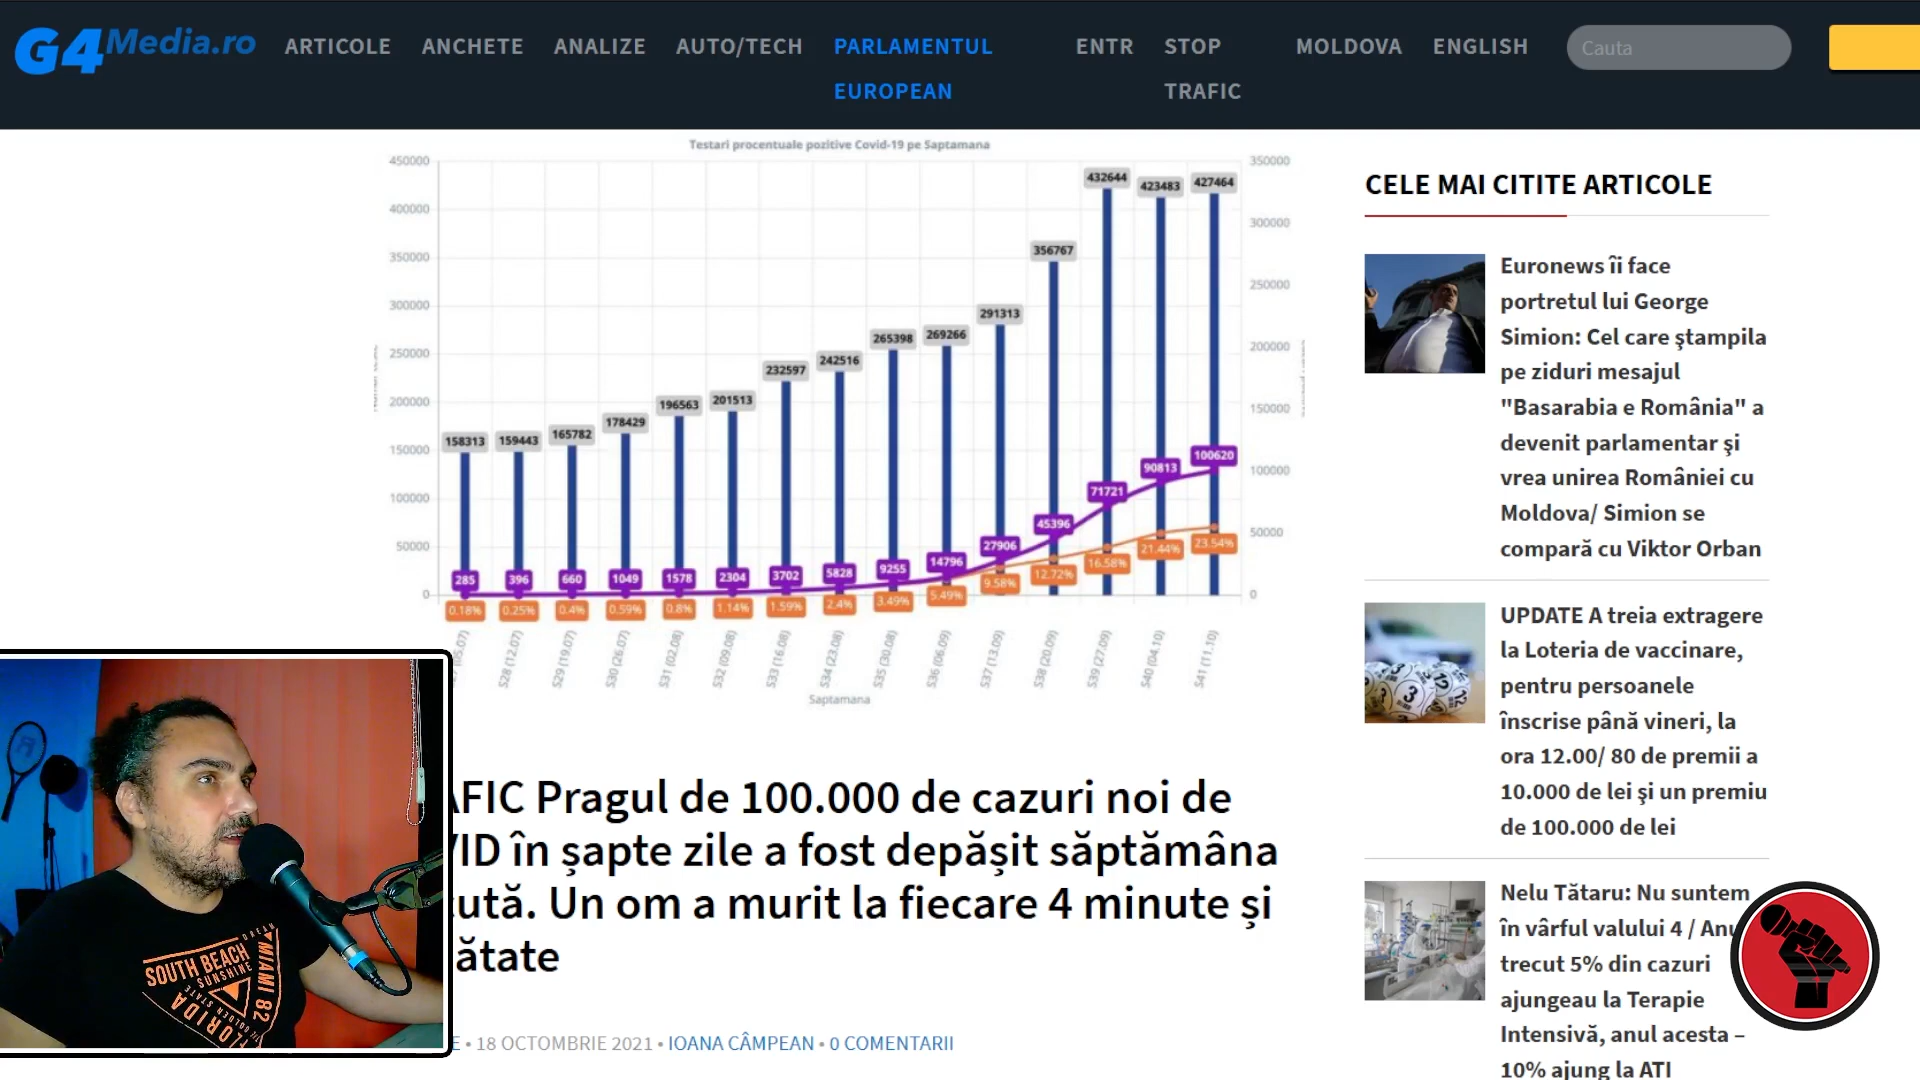 G4Media.ro
ARTICOLE ANCHETE ANALIZE AUTO/TECH PARLAMENTUL EUROPEAN ENTR STOP TRAFIC MOLDOVA ENGLISH Cauta
Testari procentuale pozitive Covid-19 pe Saptamana
450000
400000
350000
300000
250000
200000
150000
100000
50000
0
350000
300000
250000
200000
150000
100000
50000
0
158313 159443 165782 178429 196563 201513 232597 242516 265398 269266 291313 356767 432644 423483 427464
285 396 660 1049 1578 2304 3702 5828 9255 14796 27906 45396 71721 90813 100620
0.18% 0.25% 0.4% 0.59% 0.8% 1.14% 1.59% 2.4% 3.49% 5.49% 9.58% 12.72% 16.58% 21.44% 23.54%
05.07) S28 (12.07) S29 (19.07) S30 (26.07) S31 (02.08) S32 (09.08) S33 (16.08) S34 (23.08) S35 (30.08) S36 (06.09) S37 (13.09) S38 (20.09) S39 (27.09) S40 (04.10) S41 (11.10)
Saptamana
AFIC Pragul de 100.000 de cazuri noi de
VID în șapte zile a fost depășit săptămâna
cută. Un om a murit la fiecare 4 minute și
ătate
E • 18 OCTOMBRIE 2021 • IOANA CÂMPEAN • 0 COMENTARII
CELE MAI CITITE ARTICOLE
Euronews îi face
portretul lui George
Simion: Cel care ştampila
pe ziduri mesajul
"Basarabia e România" a
devenit parlamentar şi
vrea unirea României cu
Moldova/ Simion se
compară cu Viktor Orban
UPDATE A treia extragere
la Loteria de vaccinare,
pentru persoanele
înscrise până vineri, la
ora 12.00/ 80 de premii a
10.000 de lei şi un premiu
de 100.000 de lei
Nelu Tătaru: Nu suntem
în vârful valului 4 / Anu
trecut 5% din cazuri
ajungeau la Terapie
Intensivă, anul acesta –
10% ajung la ATI
SOUTH BEACH
SUNSHINE
STATE
FLORIDA
THE GOLDEN
DREAM
MIAMI 82